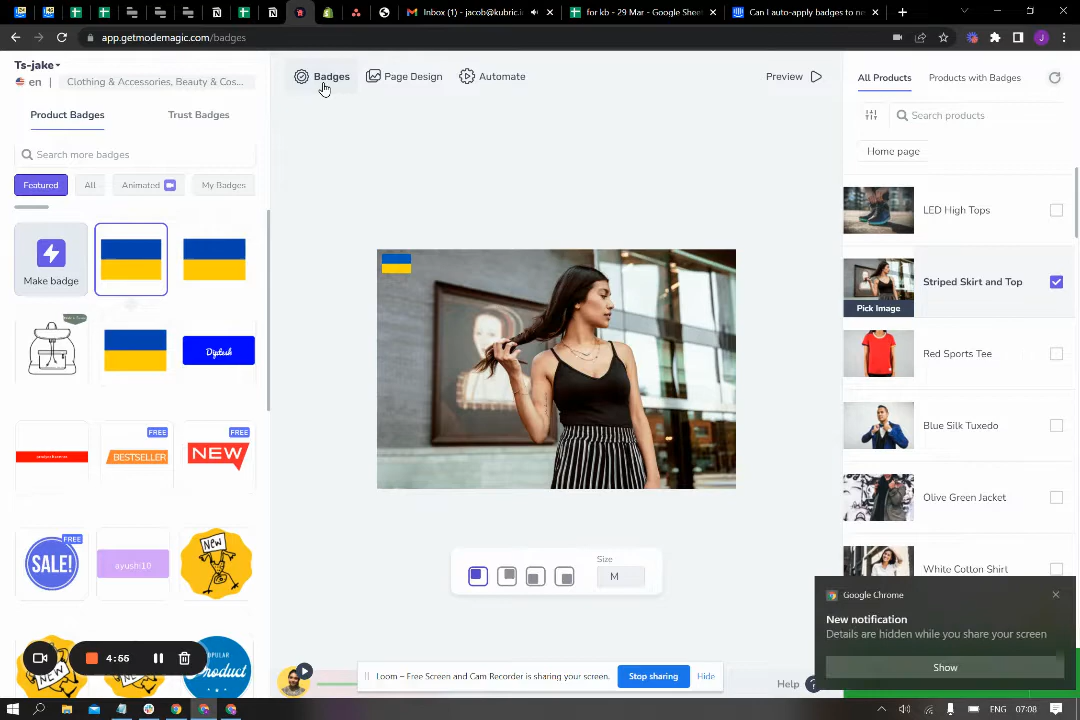 Inbox (1) - jacob@kubric.i
for kb - 29 Mar - Google Shee
Can I auto-apply badges to ne
app.getmodemagic.com/badges
J
Ts-jake
en
Clothing & Accessories, Beauty & Cos...
Product Badges
Trust Badges
Search more badges
Featured
All
Animated
My Badges
Make badge
FREE
BESTSELLER
FREE
NEW
FREE
SALE!
ayushi10
New
POPULAR
Product
4:56
Badges
Page Design
Automate
Preview
Size
M
Loom – Free Screen and Cam Recorder is sharing your screen.
Stop sharing
Hide
Help
?
All Products
Products with Badges
Search products
Home page
LED High Tops
Striped Skirt and Top
Pick Image
Red Sports Tee
Blue Silk Tuxedo
Olive Green Jacket
White Cotton Shirt
Google Chrome
New notification
Details are hidden while you share your screen
Show
ENG
07:08